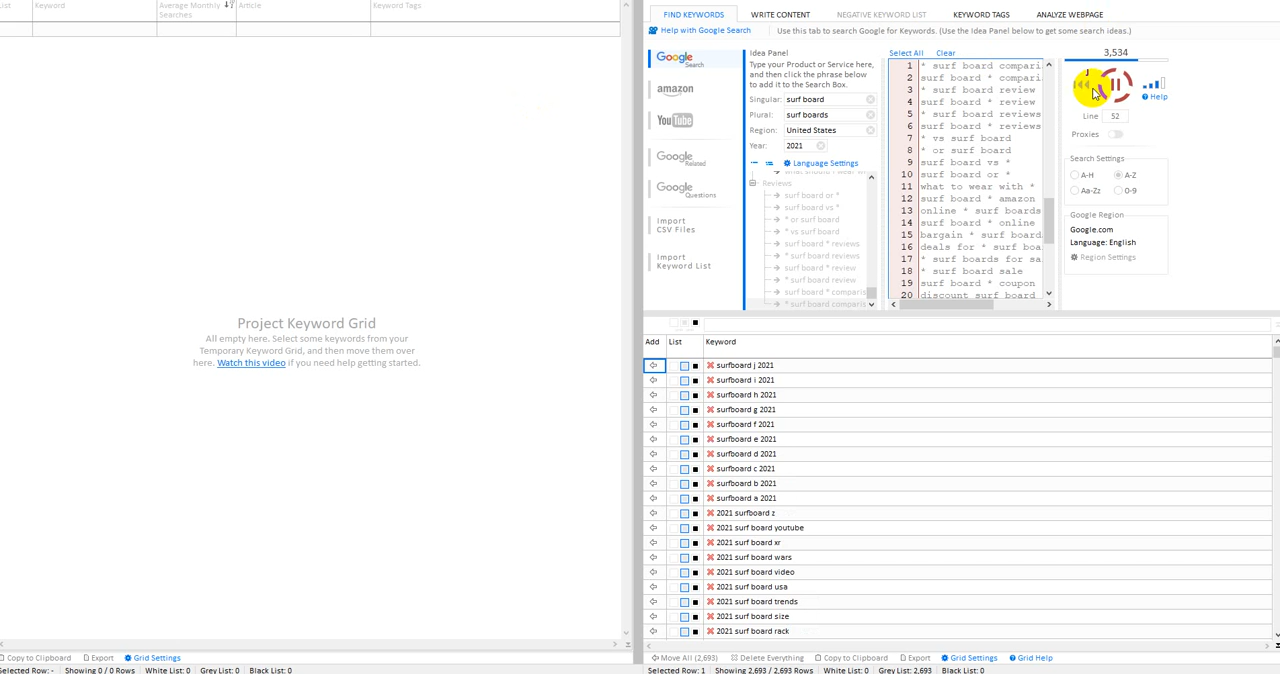 List
Keyword
Average Monthly
Searches
Article
Keyword Tags
Project Keyword Grid
All empty here. Select some keywords from your
Temporary Keyword Grid, and then move them over
here. Watch this video if you need help getting started.
Copy to Clipboard
Export
Grid Settings
Selected Row: -
Showing 0 / 0 Rows
White List: 0
Grey List: 0
Black List: 0
FIND KEYWORDS
WRITE CONTENT
NEGATIVE KEYWORD LIST
KEYWORD TAGS
ANALYZE WEBPAGE
Help with Google Search
Use this tab to search Google for Keywords. (Use the Idea Panel below to get some search ideas.)
Google
Search
amazon
YouTube
Google
Related
Google
Questions
Import
CSV Files
Import
Keyword List
Idea Panel
Type your Product or Service here,
and then click the phrase below
to add it to the Search Box.
Singular: surf board
Plural: surf boards
Region: United States
Year: 2021
Language Settings
Reviews
surf board or *
surf board vs *
* or surf board
* vs surf board
surf board * reviews
* surf board reviews
surf board * review
* surf board review
surf board * comparis
* surf board comparis
Select All
Clear
1 * surf board compari
2 surf board * compari
3 * surf board review
4 surf board * review
5 * surf board reviews
6 surf board * reviews
7 * vs surf board
8 * or surf board
9 surf board vs *
10 surf board or *
11 what to wear with *
12 surf board * amazon
13 online * surf boards
14 surf board * online
15 bargain * surf board
16 deals for * surf boa
17 * surf boards for sa
18 * surf board sale
19 surf board * coupon
20 discount surf board
3,534
j
Help
Line 52
Proxies
Search Settings
A-H
A-Z
Aa-Zz
0-9
Google Region
Google.com
Language: English
Region Settings
Add
List
Keyword
surfboard j 2021
surfboard i 2021
surfboard h 2021
surfboard g 2021
surfboard f 2021
surfboard e 2021
surfboard d 2021
surfboard c 2021
surfboard b 2021
surfboard a 2021
2021 surfboard z
2021 surf board youtube
2021 surf board xr
2021 surf board wars
2021 surf board video
2021 surf board usa
2021 surf board trends
2021 surf board size
2021 surf board rack
Move All (2,693)
Delete Everything
Copy to Clipboard
Export
Grid Settings
Grid Help
Selected Row: 1
Showing 2,693 / 2,693 Rows
White List: 0
Grey List: 2,693
Black List: 0